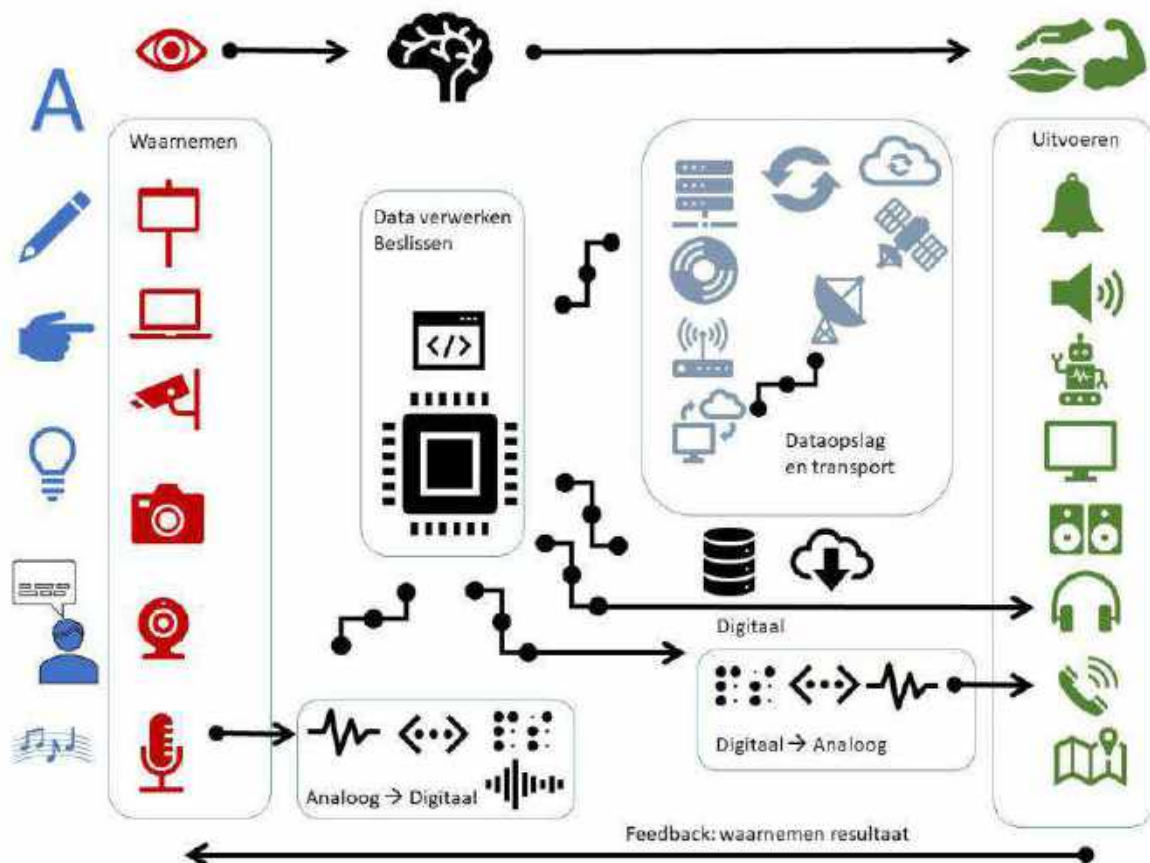 A
Waarnemen
Uitvoeren
Data verwerken
Beslissen
</>
Dataopslag
en transport
Digitaal
Digitaal → Analoog
Analoog → Digitaal
Feedback: waarnemen resultaat